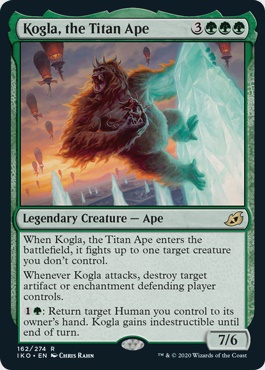 Kogla, the Titan Ape 3
Legendary Creature — Ape
When Kogla, the Titan Ape enters the
battlefield, it fights up to one target
creature you don't control.
Whenever Kogla attacks, destroy target
artifact or enchantment defending player
controls.
1 : Return target Human you control to its
owner's hand. Kogla gains indestructible until
end of turn.
7/6
162/274 R
IKO • EN Chris Rahn
™ & © 2020 Wizards of the Coast